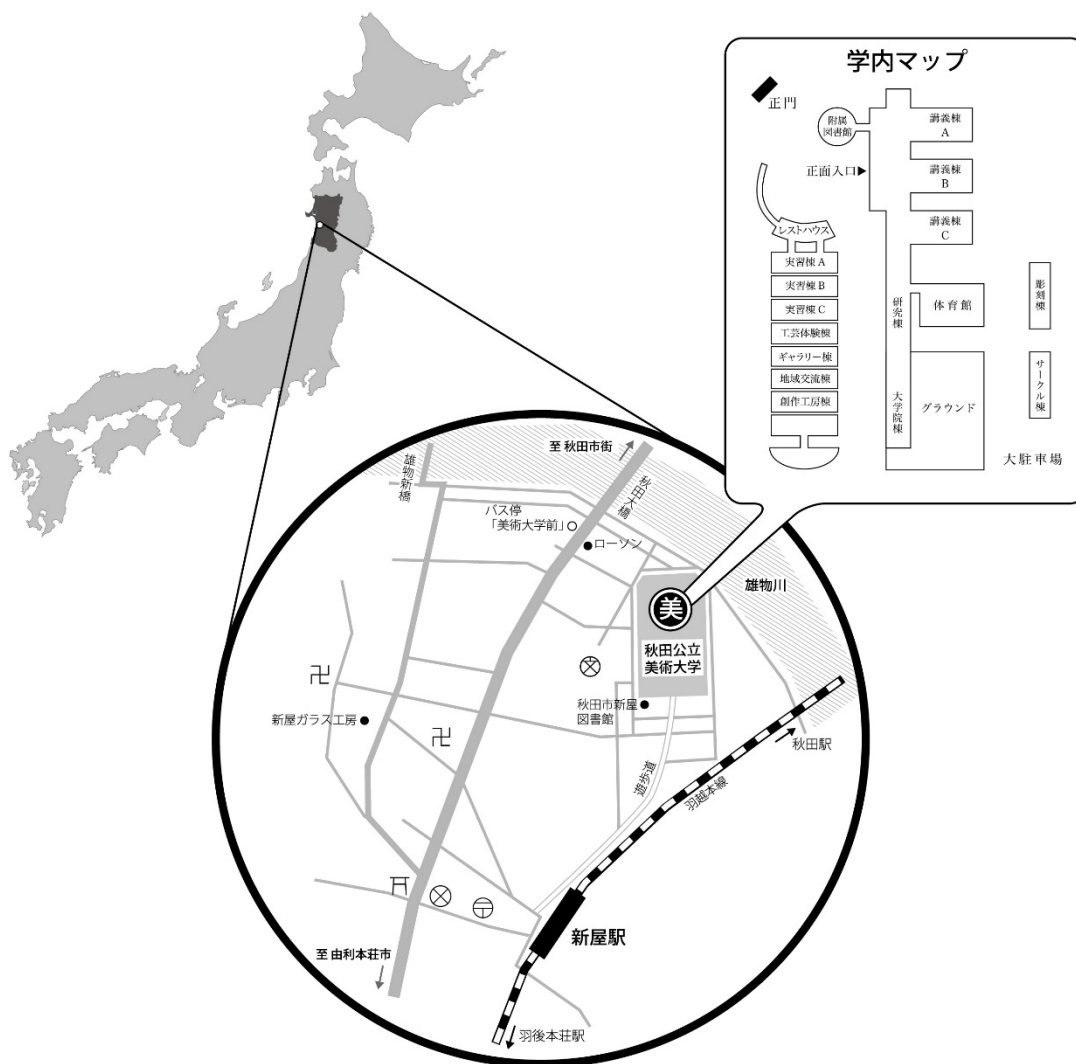 学内マップ
正門
附属
図書館
講義棟
A
正面入口▶
講義棟
B
講義棟
C
レストハウス
実習棟 A
実習棟 B
実習棟 C
工芸体験棟
ギャラリー棟
地域交流棟
創作工房棟
研究棟
体育館
彫刻棟
大学院棟
グラウンド
サークル棟
大駐車場
至 秋田市街
雄物新橋
秋田大橋
バス停
「美術大学前」
ローソン
雄物川
美
秋田公立
美術大学
文
卍
新屋ガラス工房
卍
秋田市新屋
図書館
秋田駅
遊歩道
羽越本線
新屋駅
至 由利本荘市
羽後本荘駅